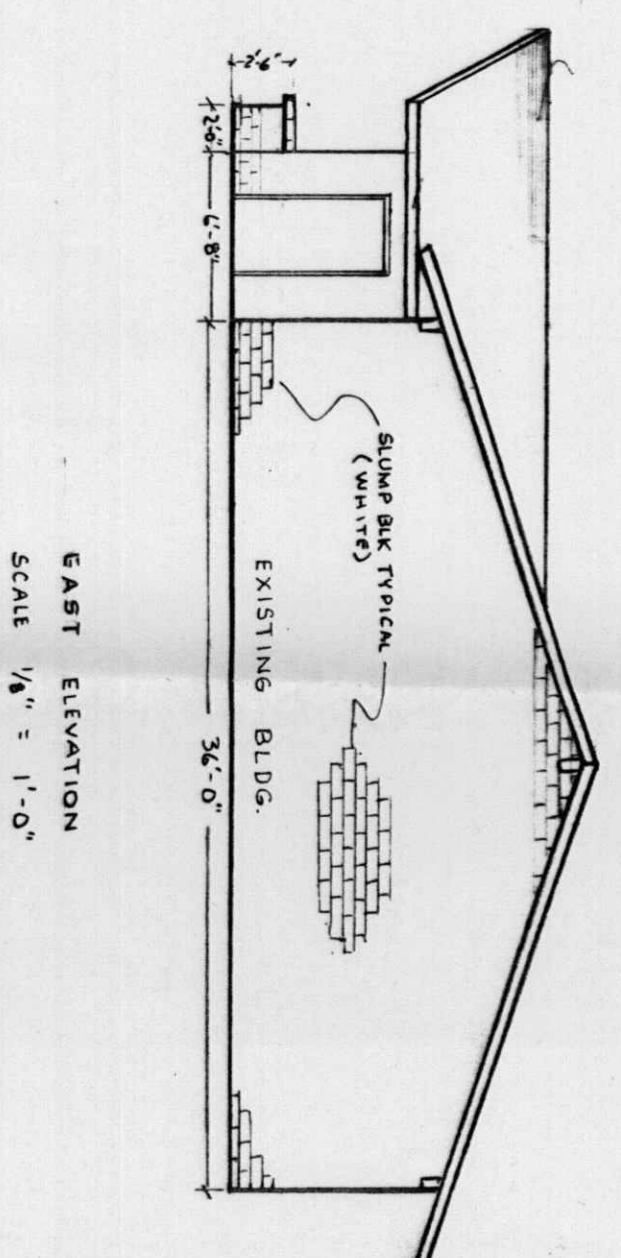 SLUMP BLK TYPICAL
(WHITE)
EXISTING BLDG.
2'-6"
2'-0"
6'-8"
36'-0"
EAST ELEVATION
SCALE 1/8" = 1'-0"